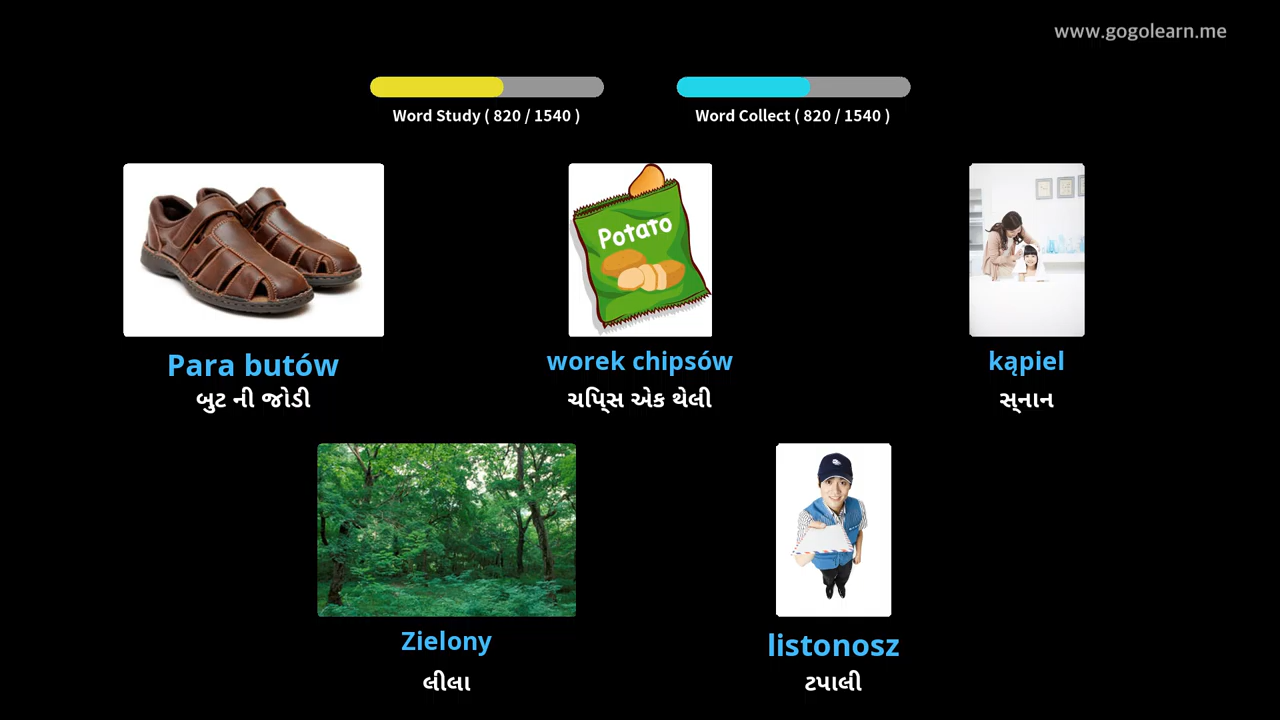 www.gogolearn.me
Word Study ( 820 / 1540 )
Word Collect ( 820 / 1540 )
Potato
Para butów
બુટ ની જોડી
worek chipsów
ચિપ્સ એક થેલી
kąpiel
સ્નાન
Zielony
લીલા
listonosz
ટપાલી